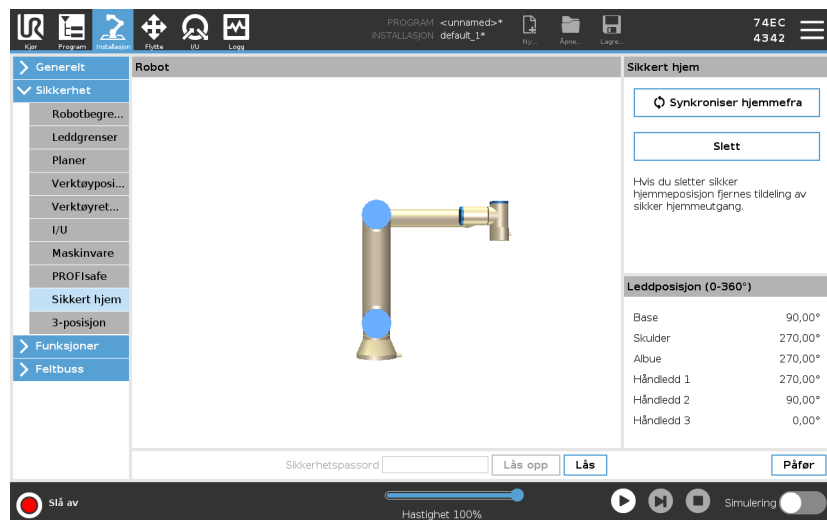 UR
Kjør
Program
Installasjon
Flytte
I/U
Logg
PROGRAM <unnamed>*
INSTALLASJON default_1*
Ny...
Åpne...
Lagre...
74EC
4342
Generelt
Sikkerhet
Robotbegre...
Leddgrenser
Planer
Verktøyposi...
Verktøyret...
I/U
Maskinvare
PROFIsafe
Sikkert hjem
3-posisjon
Funksjoner
Feltbuss
Robot
Sikkert hjem
Synkroniser hjemmefra
Slett
Hvis du sletter sikker
hjemmeposisjon fjernes tildeling av
sikker hjemmeutgang.
Leddposisjon (0-360°)
Base 90,00°
Skulder 270,00°
Albue 270,00°
Håndledd 1 270,00°
Håndledd 2 90,00°
Håndledd 3 0,00°
Sikkerhetspassord
Lås opp
Lås
Påfør
Slå av
Hastighet 100%
Simulering